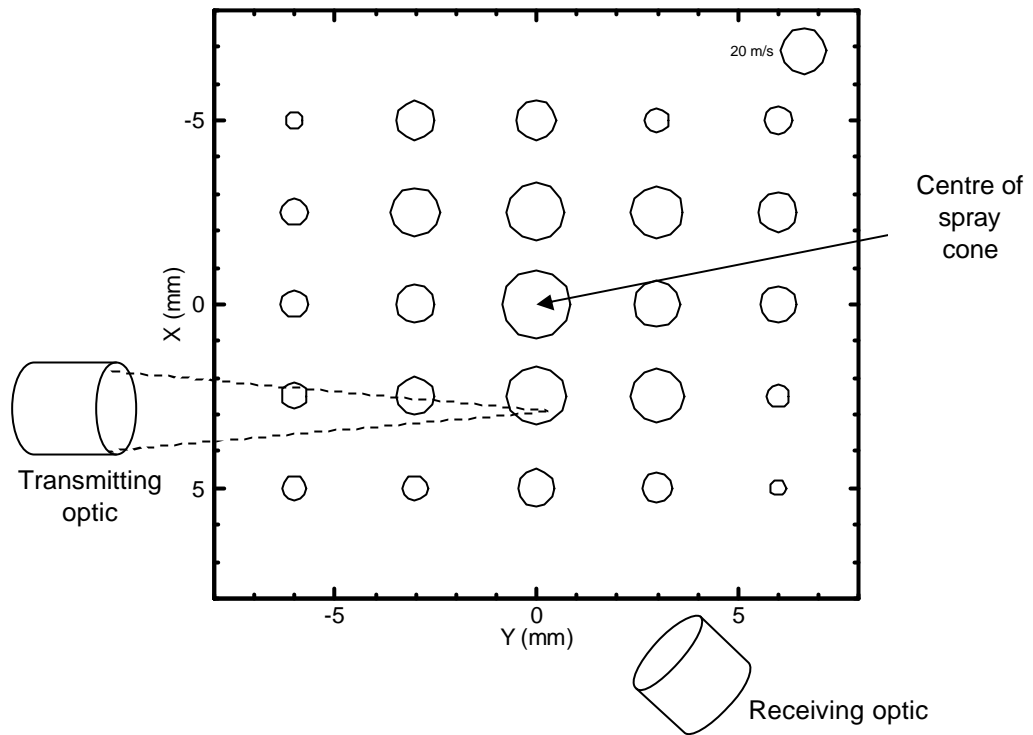 20 m/s
-5
Centre of
spray
cone
0
X (mm)
Transmitting
optic
5
-5
0
5
Y (mm)
Receiving optic